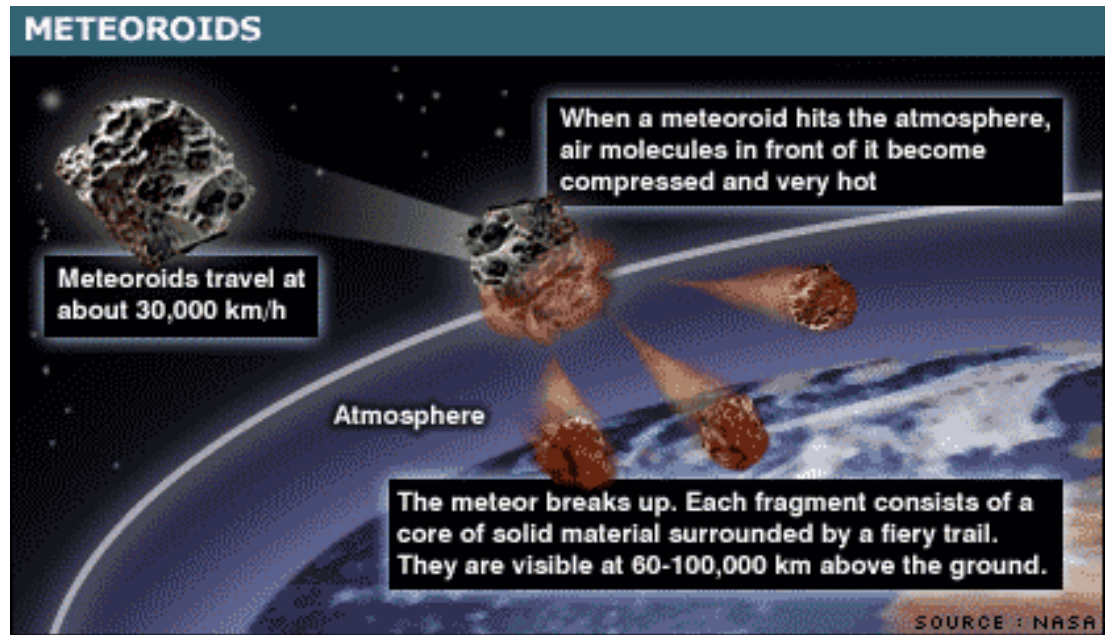 METEOROIDS
When a meteoroid hits the atmosphere,
air molecules in front of it become
compressed and very hot
Meteoroids travel at
about 30,000 km/h
Atmosphere
The meteor breaks up. Each fragment consists of a
core of solid material surrounded by a fiery trail.
They are visible at 60-100,000 km above the ground.
SOURCE : NASA